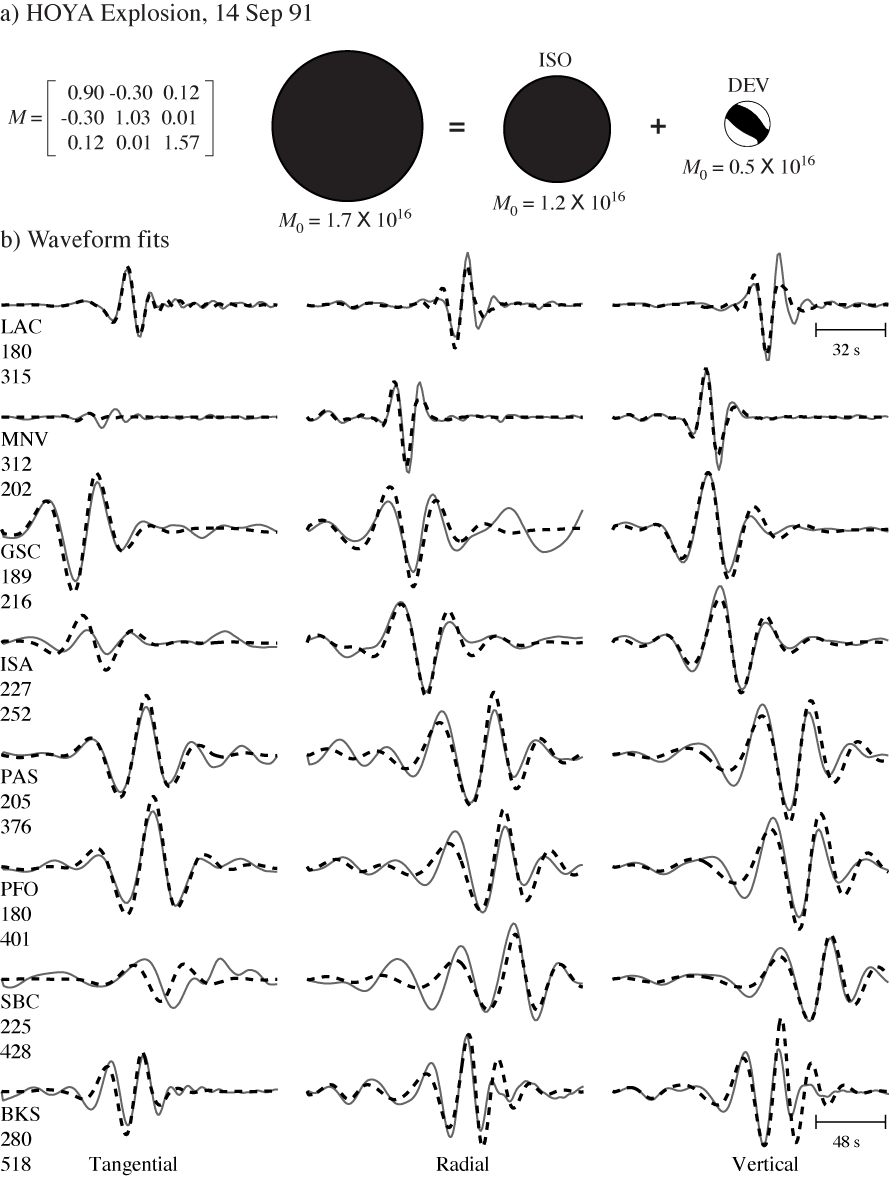 a) HOYA Explosion, 14 Sep 91
ISO
DEV
0.90 -0.30 0.12
M = -0.30 1.03 0.01
0.12 0.01 1.57
=
+
M0 = 1.7 X 10^16
M0 = 1.2 X 10^16
M0 = 0.5 X 10^16
b) Waveform fits
LAC
180
315
32 s
MNV
312
202
GSC
189
216
ISA
227
252
PAS
205
376
PFO
180
401
SBC
225
428
BKS
280
518
48 s
Tangential Radial Vertical